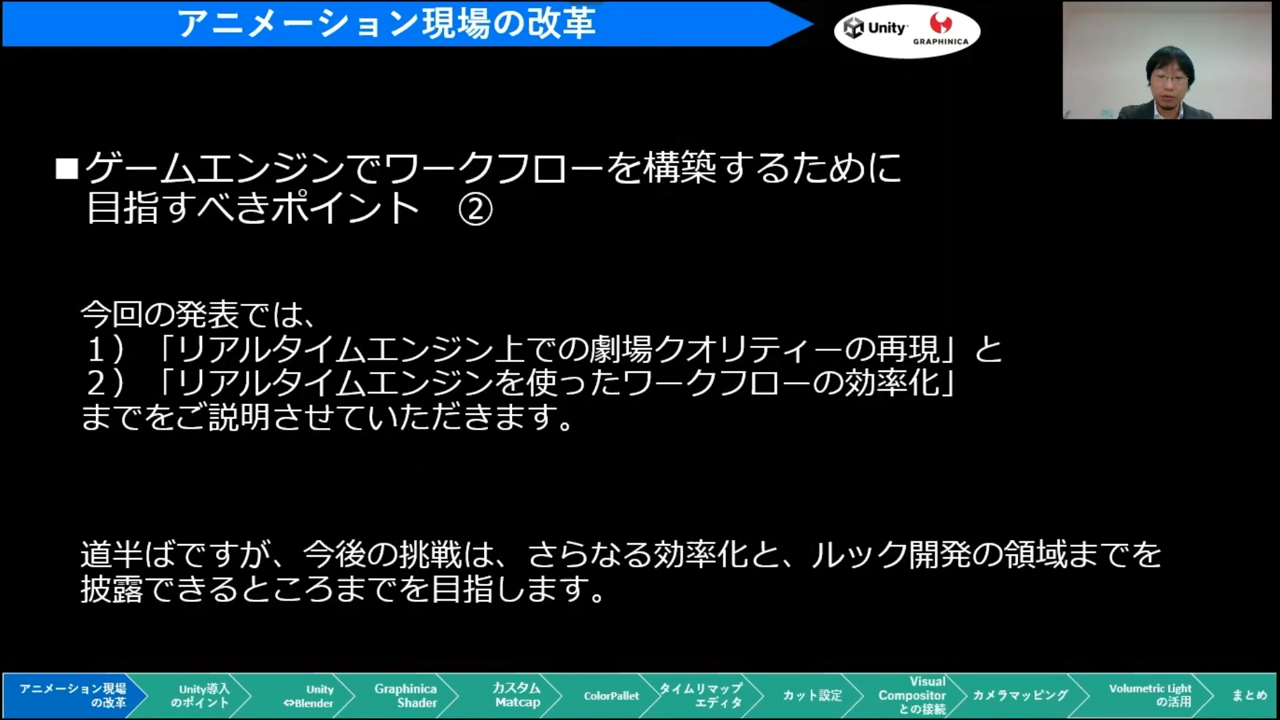 アニメーション現場の改革
Unity
GRAPHINICA
■ゲームエンジンでワークフローを構築するために
目指すべきポイント　②
今回の発表では、
１）「リアルタイムエンジン上での劇場クオリティーの再現」と
２）「リアルタイムエンジンを使ったワークフローの効率化」
までをご説明させていただきます。
道半ばですが、今後の挑戦は、さらなる効率化と、ルック開発の領域までを
披露できるところまでを目指します。
アニメーション現場
の改革
Unity導入
のポイント
Unity
⇔Blender
Graphinica
Shader
カスタム
Matcap
ColorPallet
タイムリマップ
エディタ
カット設定
Visual
Compositor
との接続
カメラマッピング
Volumetric Light
の活用
まとめ